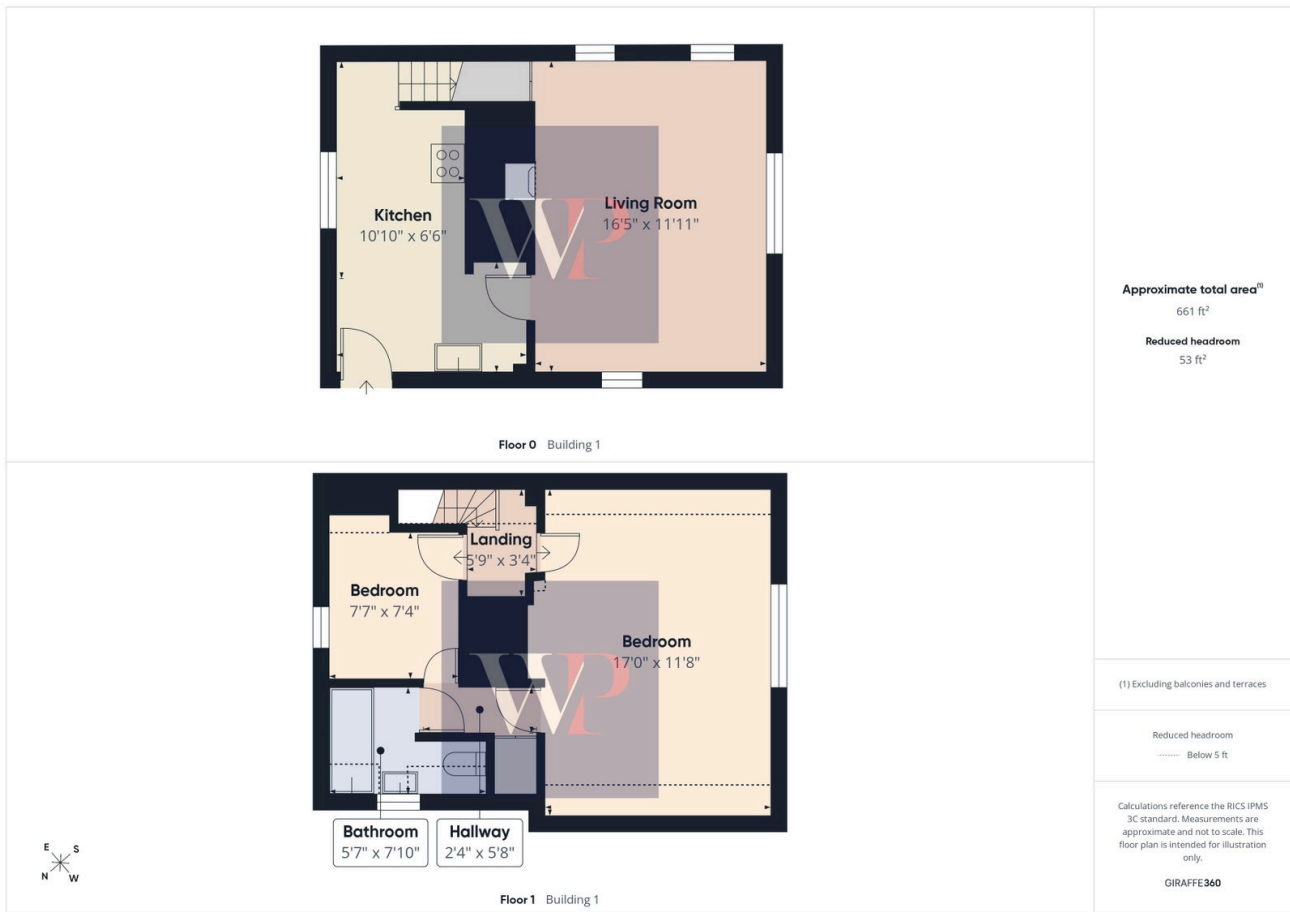 Kitchen
10'10" x 6'6"
Living Room
16'5" x 11'11"
WP
Floor 0 Building 1
Approximate total area(1)
661 ft²
Reduced headroom
53 ft²
Landing
5'9" x 3'4"
Bedroom
7'7" x 7'4"
Bedroom
17'0" x 11'8"
WP
Bathroom
5'7" x 7'10"
Hallway
2'4" x 5'8"
E S
N W
Floor 1 Building 1
(1) Excluding balconies and terraces
Reduced headroom
Below 5 ft
Calculations reference the RICS IPMS
3C standard. Measurements are
approximate and not to scale. This
floor plan is intended for illustration
only.
GIRAFFE360